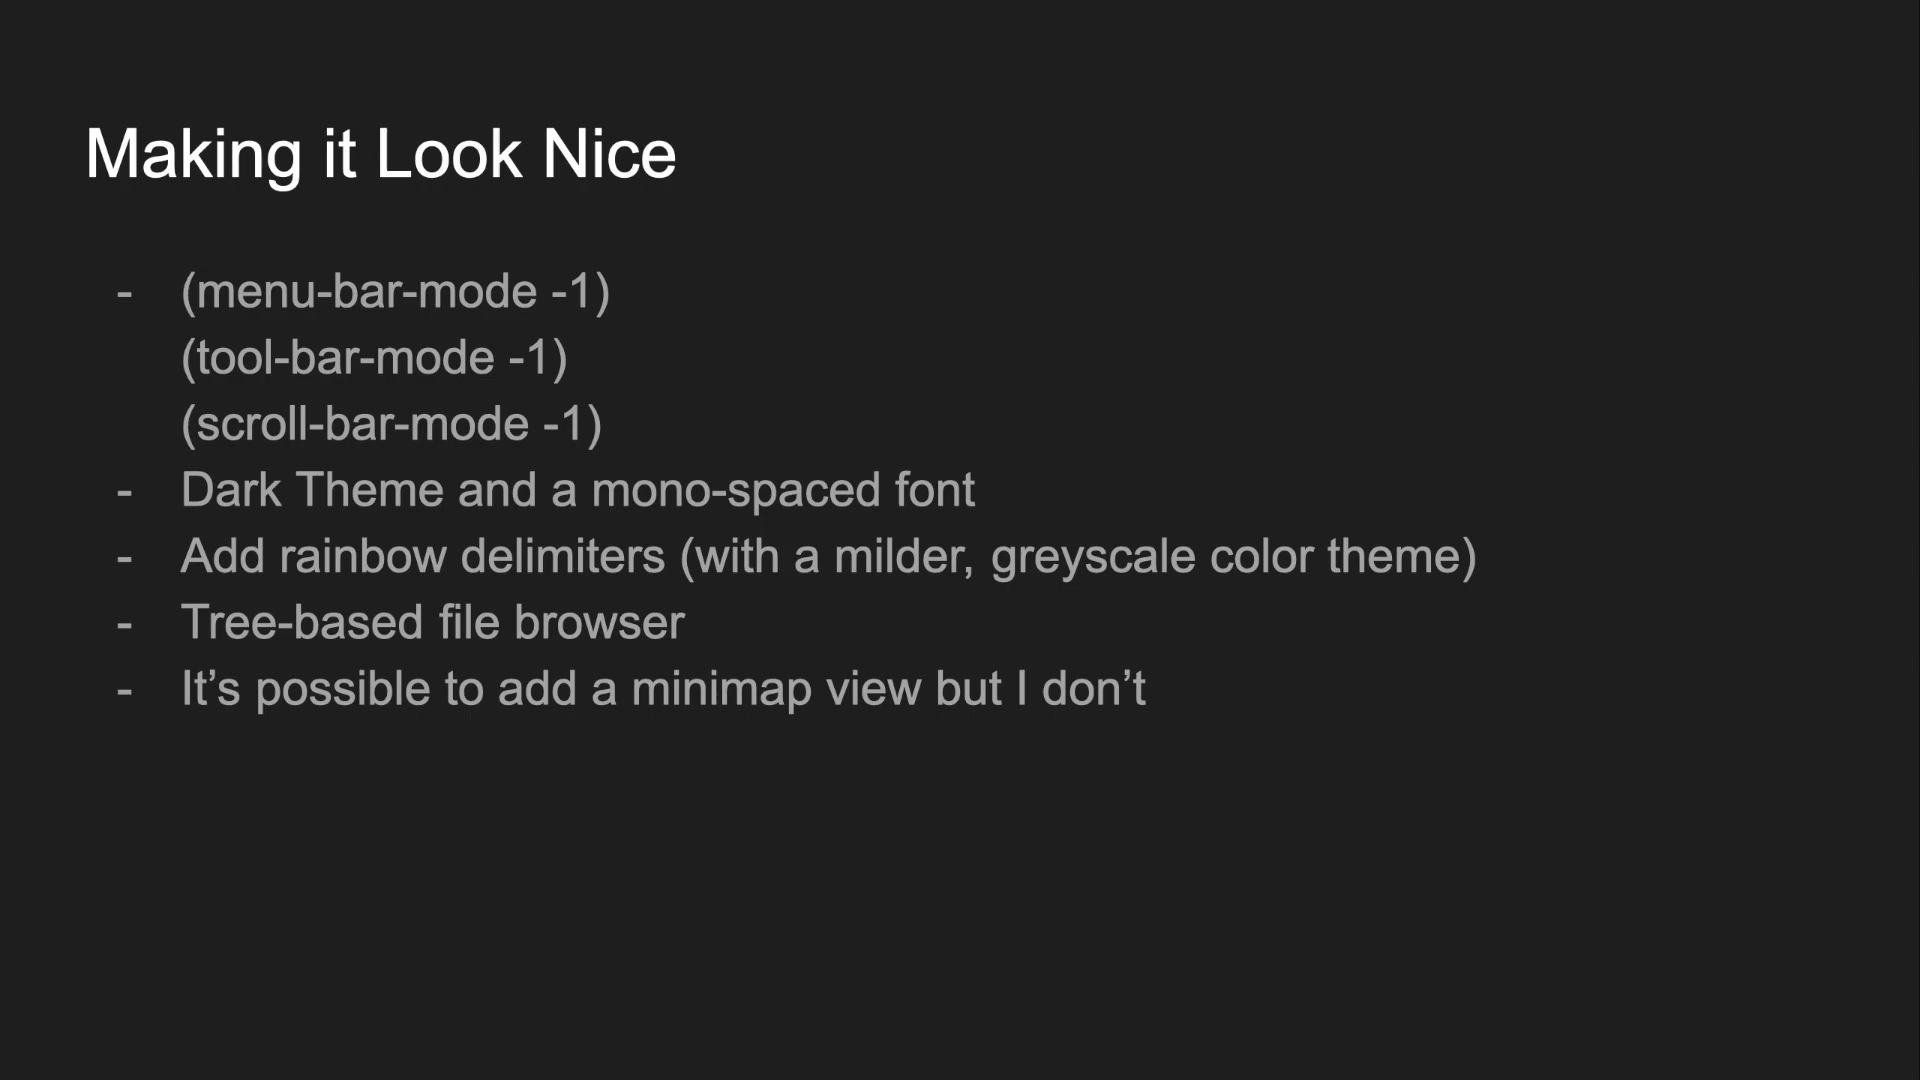 Making it Look Nice
- (menu-bar-mode -1)
(tool-bar-mode -1)
(scroll-bar-mode -1)
- Dark Theme and a mono-spaced font
- Add rainbow delimiters (with a milder, greyscale color theme)
- Tree-based file browser
- It’s possible to add a minimap view but I don’t